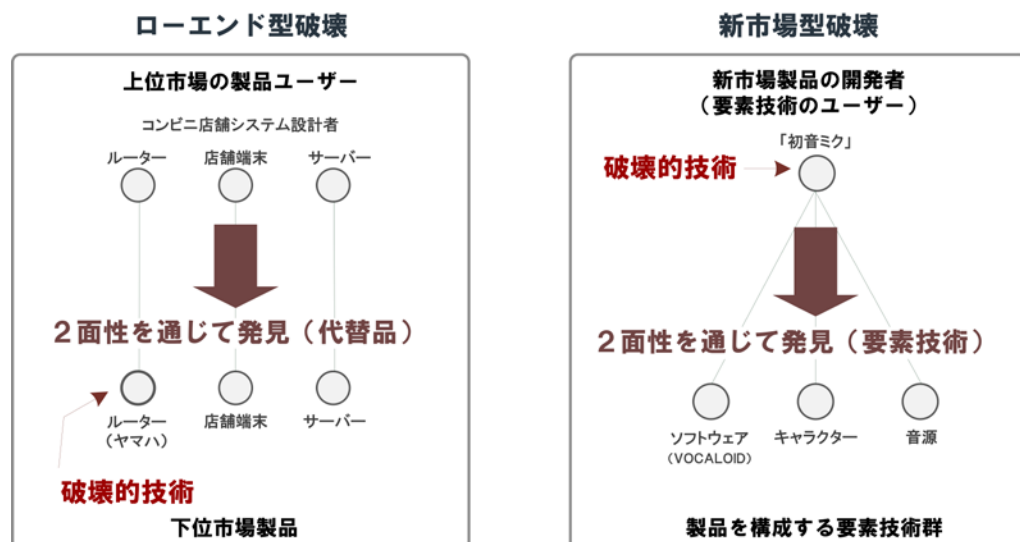 ローエンド型破壊
上位市場の製品ユーザー
コンビニ店舗システム設計者
ルーター
店舗端末
サーバー
２面性を通じて発見（代替品）
ルーター
（ヤマハ）
店舗端末
サーバー
破壊的技術
下位市場製品
新市場型破壊
新市場製品の開発者
（要素技術のユーザー）
「初音ミク」
破壊的技術
２面性を通じて発見（要素技術）
ソフトウェア
（VOCALOID）
キャラクター
音源
製品を構成する要素技術群